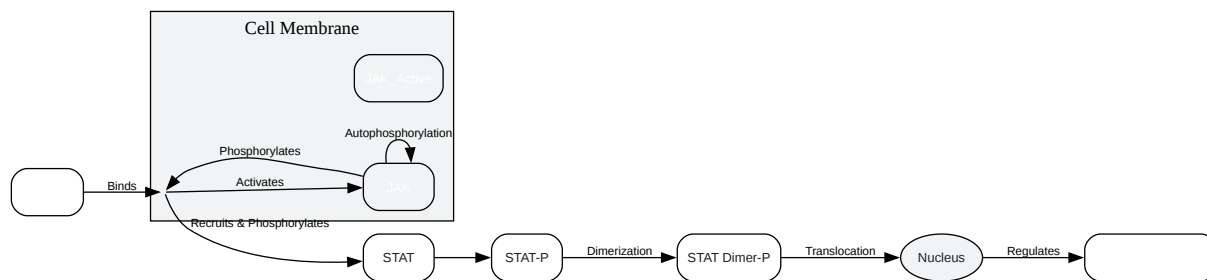 Cell Membrane
JAK_Active
Autophosphorylation
Phosphorylates
Binds
Activates
JAK
Recruits & Phosphorylates
STAT
STAT-P
Dimerization
STAT Dimer-P
Translocation
Nucleus
Regulates